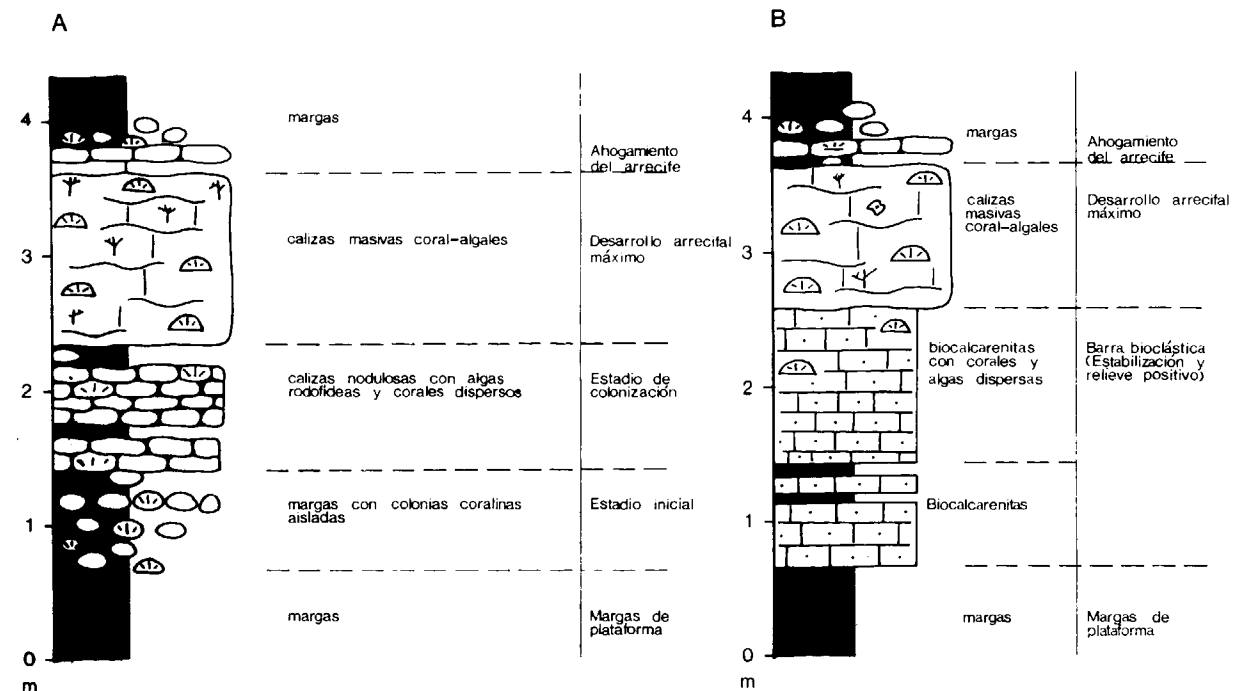 A
4
3
2
1
0
m
margas
Ahogamiento
del arrecife
calizas masivas coral-algales
Desarrollo arrecifal
máximo
calizas nodulosas con algas
rodofideas y corales dispersos
Estadio de
colonización
margas con colonias coralinas
aisladas
Estadio inicial
margas
Margas de
plataforma
B
4
3
2
1
0
m
margas
Ahogamiento
del arrecife
calizas
masivas
coral-algales
Desarrollo arrecifal
máximo
biocalcarenitas
con corales y
algas dispersas
Barra bioclástica
(Estabilización y
relieve positivo)
Biocalcarenitas
margas
Margas de
plataforma